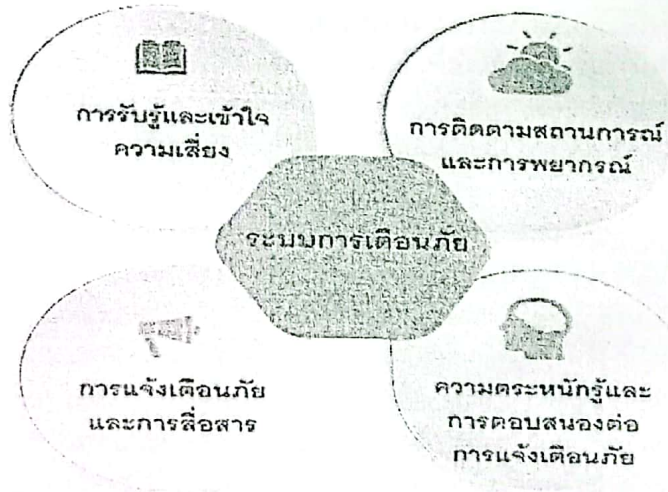 การรับรู้และเข้าใจ
ความเสี่ยง
การติดตามสถานการณ์
และการพยากรณ์
ระบบการเตือนภัย
การแจ้งเตือนภัย
และการสื่อสาร
ความตระหนักรู้และ
การตอบสนองต่อ
การแจ้งเตือนภัย